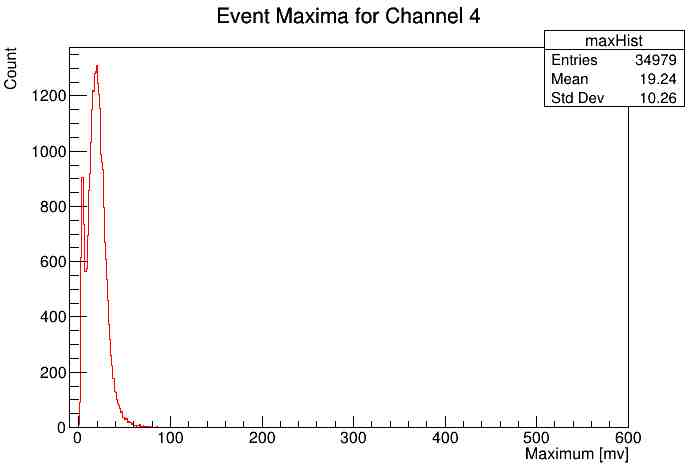 Event Maxima for Channel 4
maxHist
Entries 34979
Mean 19.24
Std Dev 10.26
Count
1200
1000
800
600
400
200
0
0 100 200 300 400 500 600
Maximum [mv]